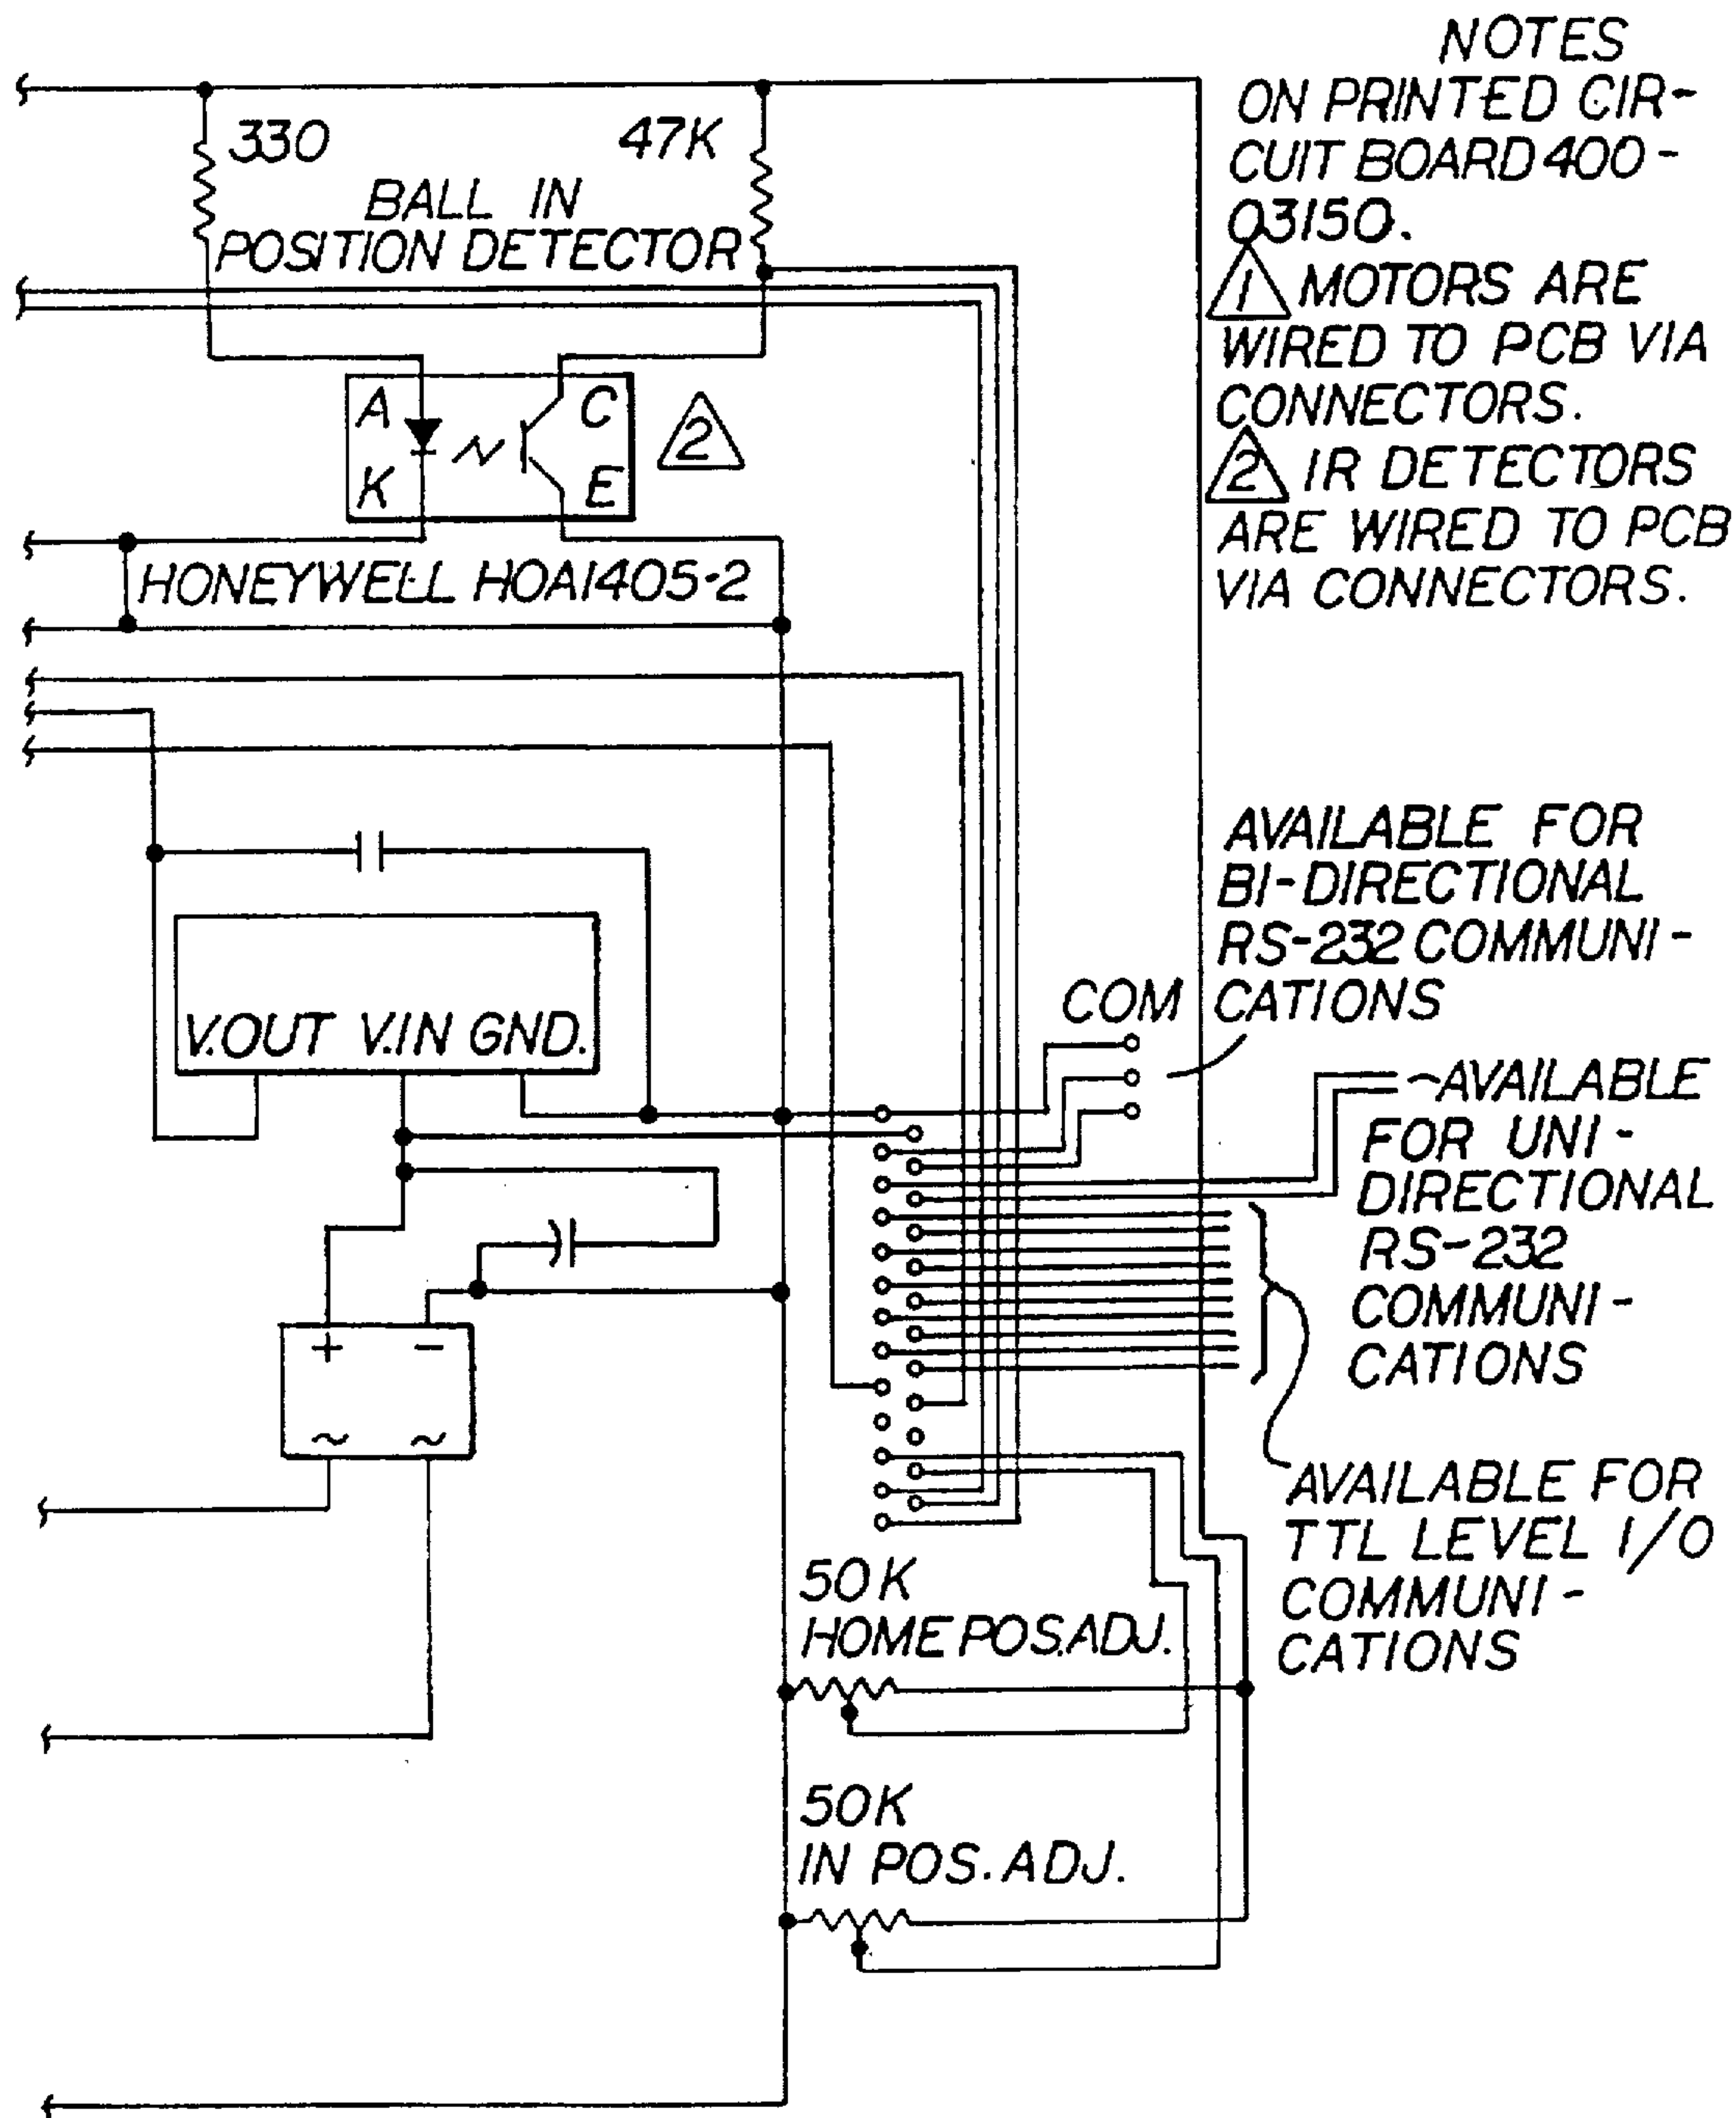 NOTES
ON PRINTED CIR-
CUIT BOARD 400-
03150.
1 MOTORS ARE
WIRED TO PCB VIA
CONNECTORS.
2 IR DETECTORS
ARE WIRED TO PCB
VIA CONNECTORS.
330
47K
BALL IN
POSITION DETECTOR
A
C
K
E
2
HONEYWELL HOA1405-2
V.OUT V.IN GND.
+ -
~ ~
COM
AVAILABLE FOR
BI-DIRECTIONAL
RS-232 COMMUNI-
CATIONS
AVAILABLE
FOR UNI-
DIRECTIONAL
RS-232
COMMUNI-
CATIONS
AVAILABLE FOR
TTL LEVEL I/O
COMMUNI-
CATIONS
50K
HOME POS.ADJ.
50K
IN POS. ADJ.